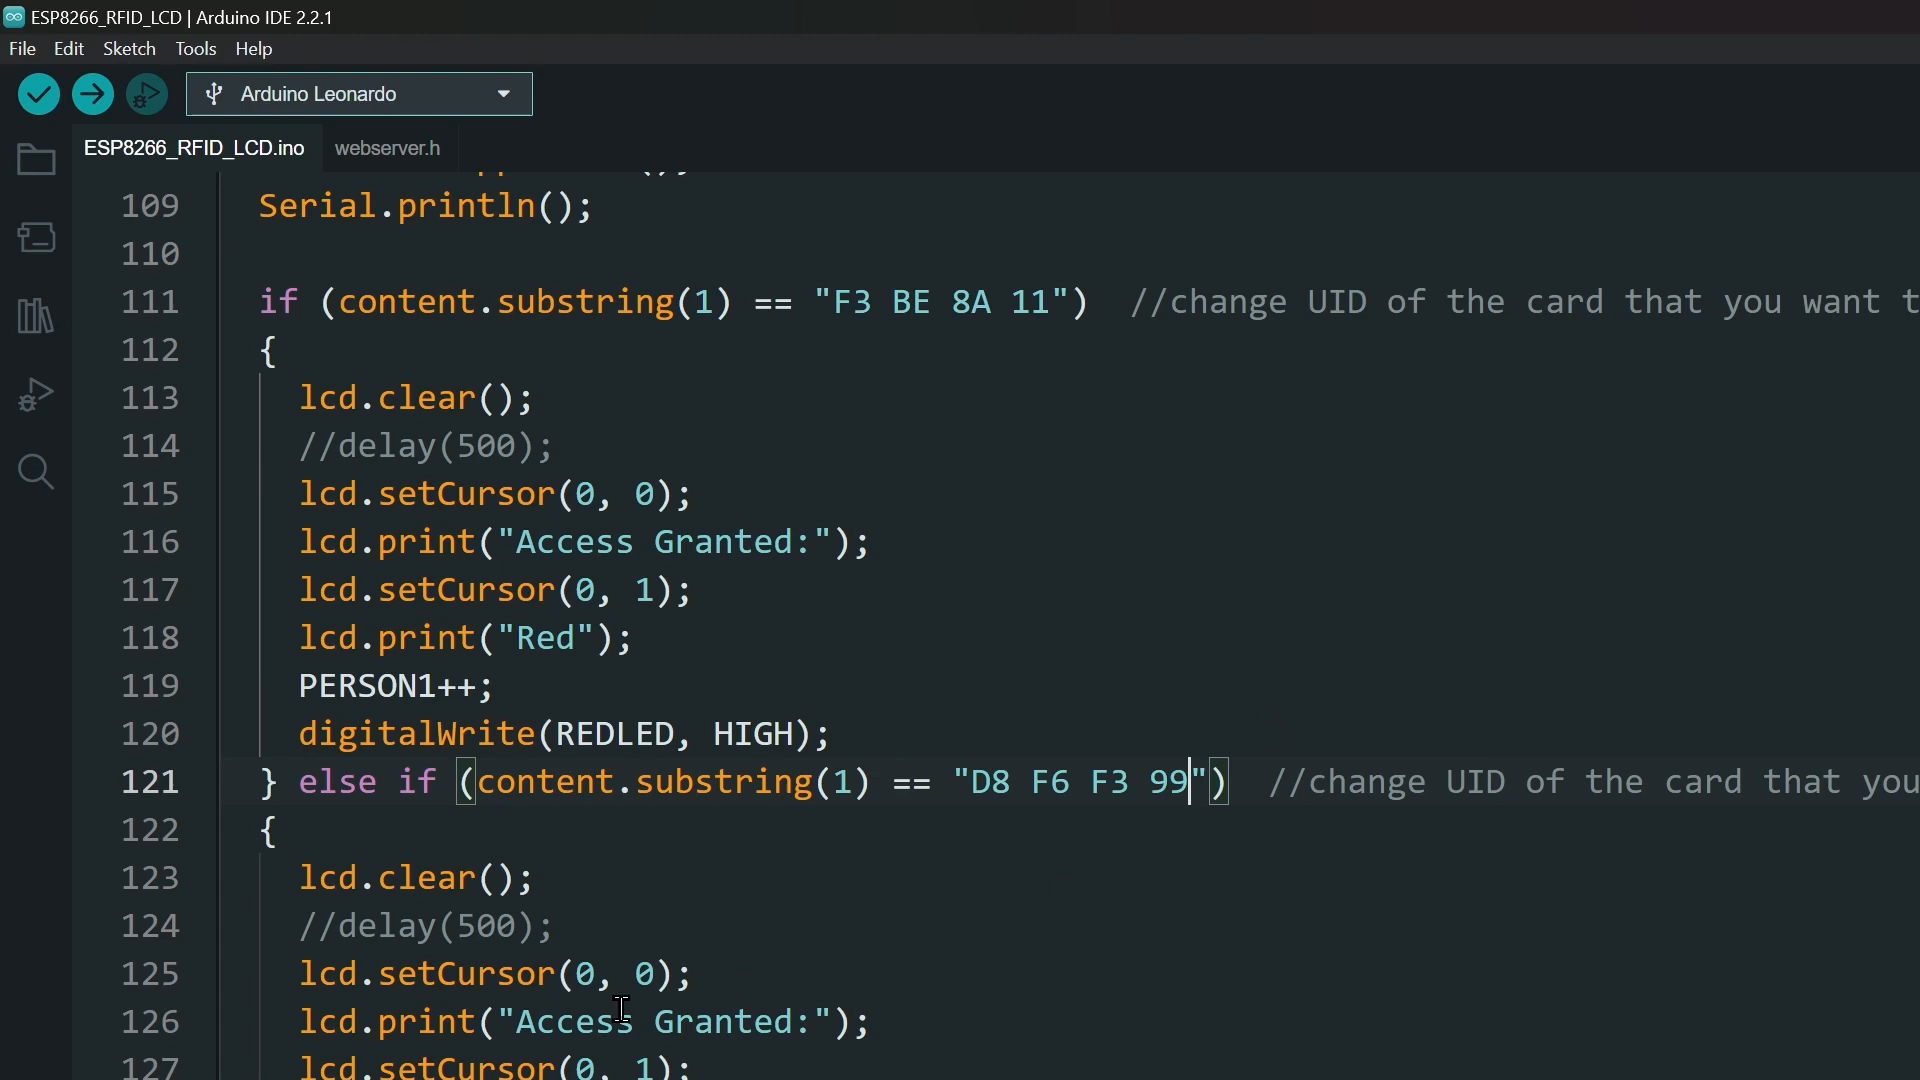 ESP8266_RFID_LCD | Arduino IDE 2.2.1
File Edit Sketch Tools Help
Arduino Leonardo
ESP8266_RFID_LCD.ino webserver.h
109 Serial.println();
110
111 if (content.substring(1) == "F3 BE 8A 11") //change UID of the card that you want t
112 {
113 lcd.clear();
114 //delay(500);
115 lcd.setCursor(0, 0);
116 lcd.print("Access Granted:");
117 lcd.setCursor(0, 1);
118 lcd.print("Red");
119 PERSON1++;
120 digitalWrite(REDLED, HIGH);
121 } else if (content.substring(1) == "D8 F6 F3 99") //change UID of the card that you
122 {
123 lcd.clear();
124 //delay(500);
125 lcd.setCursor(0, 0);
126 lcd.print("Access Granted:");
127 lcd.setCursor(0, 1);